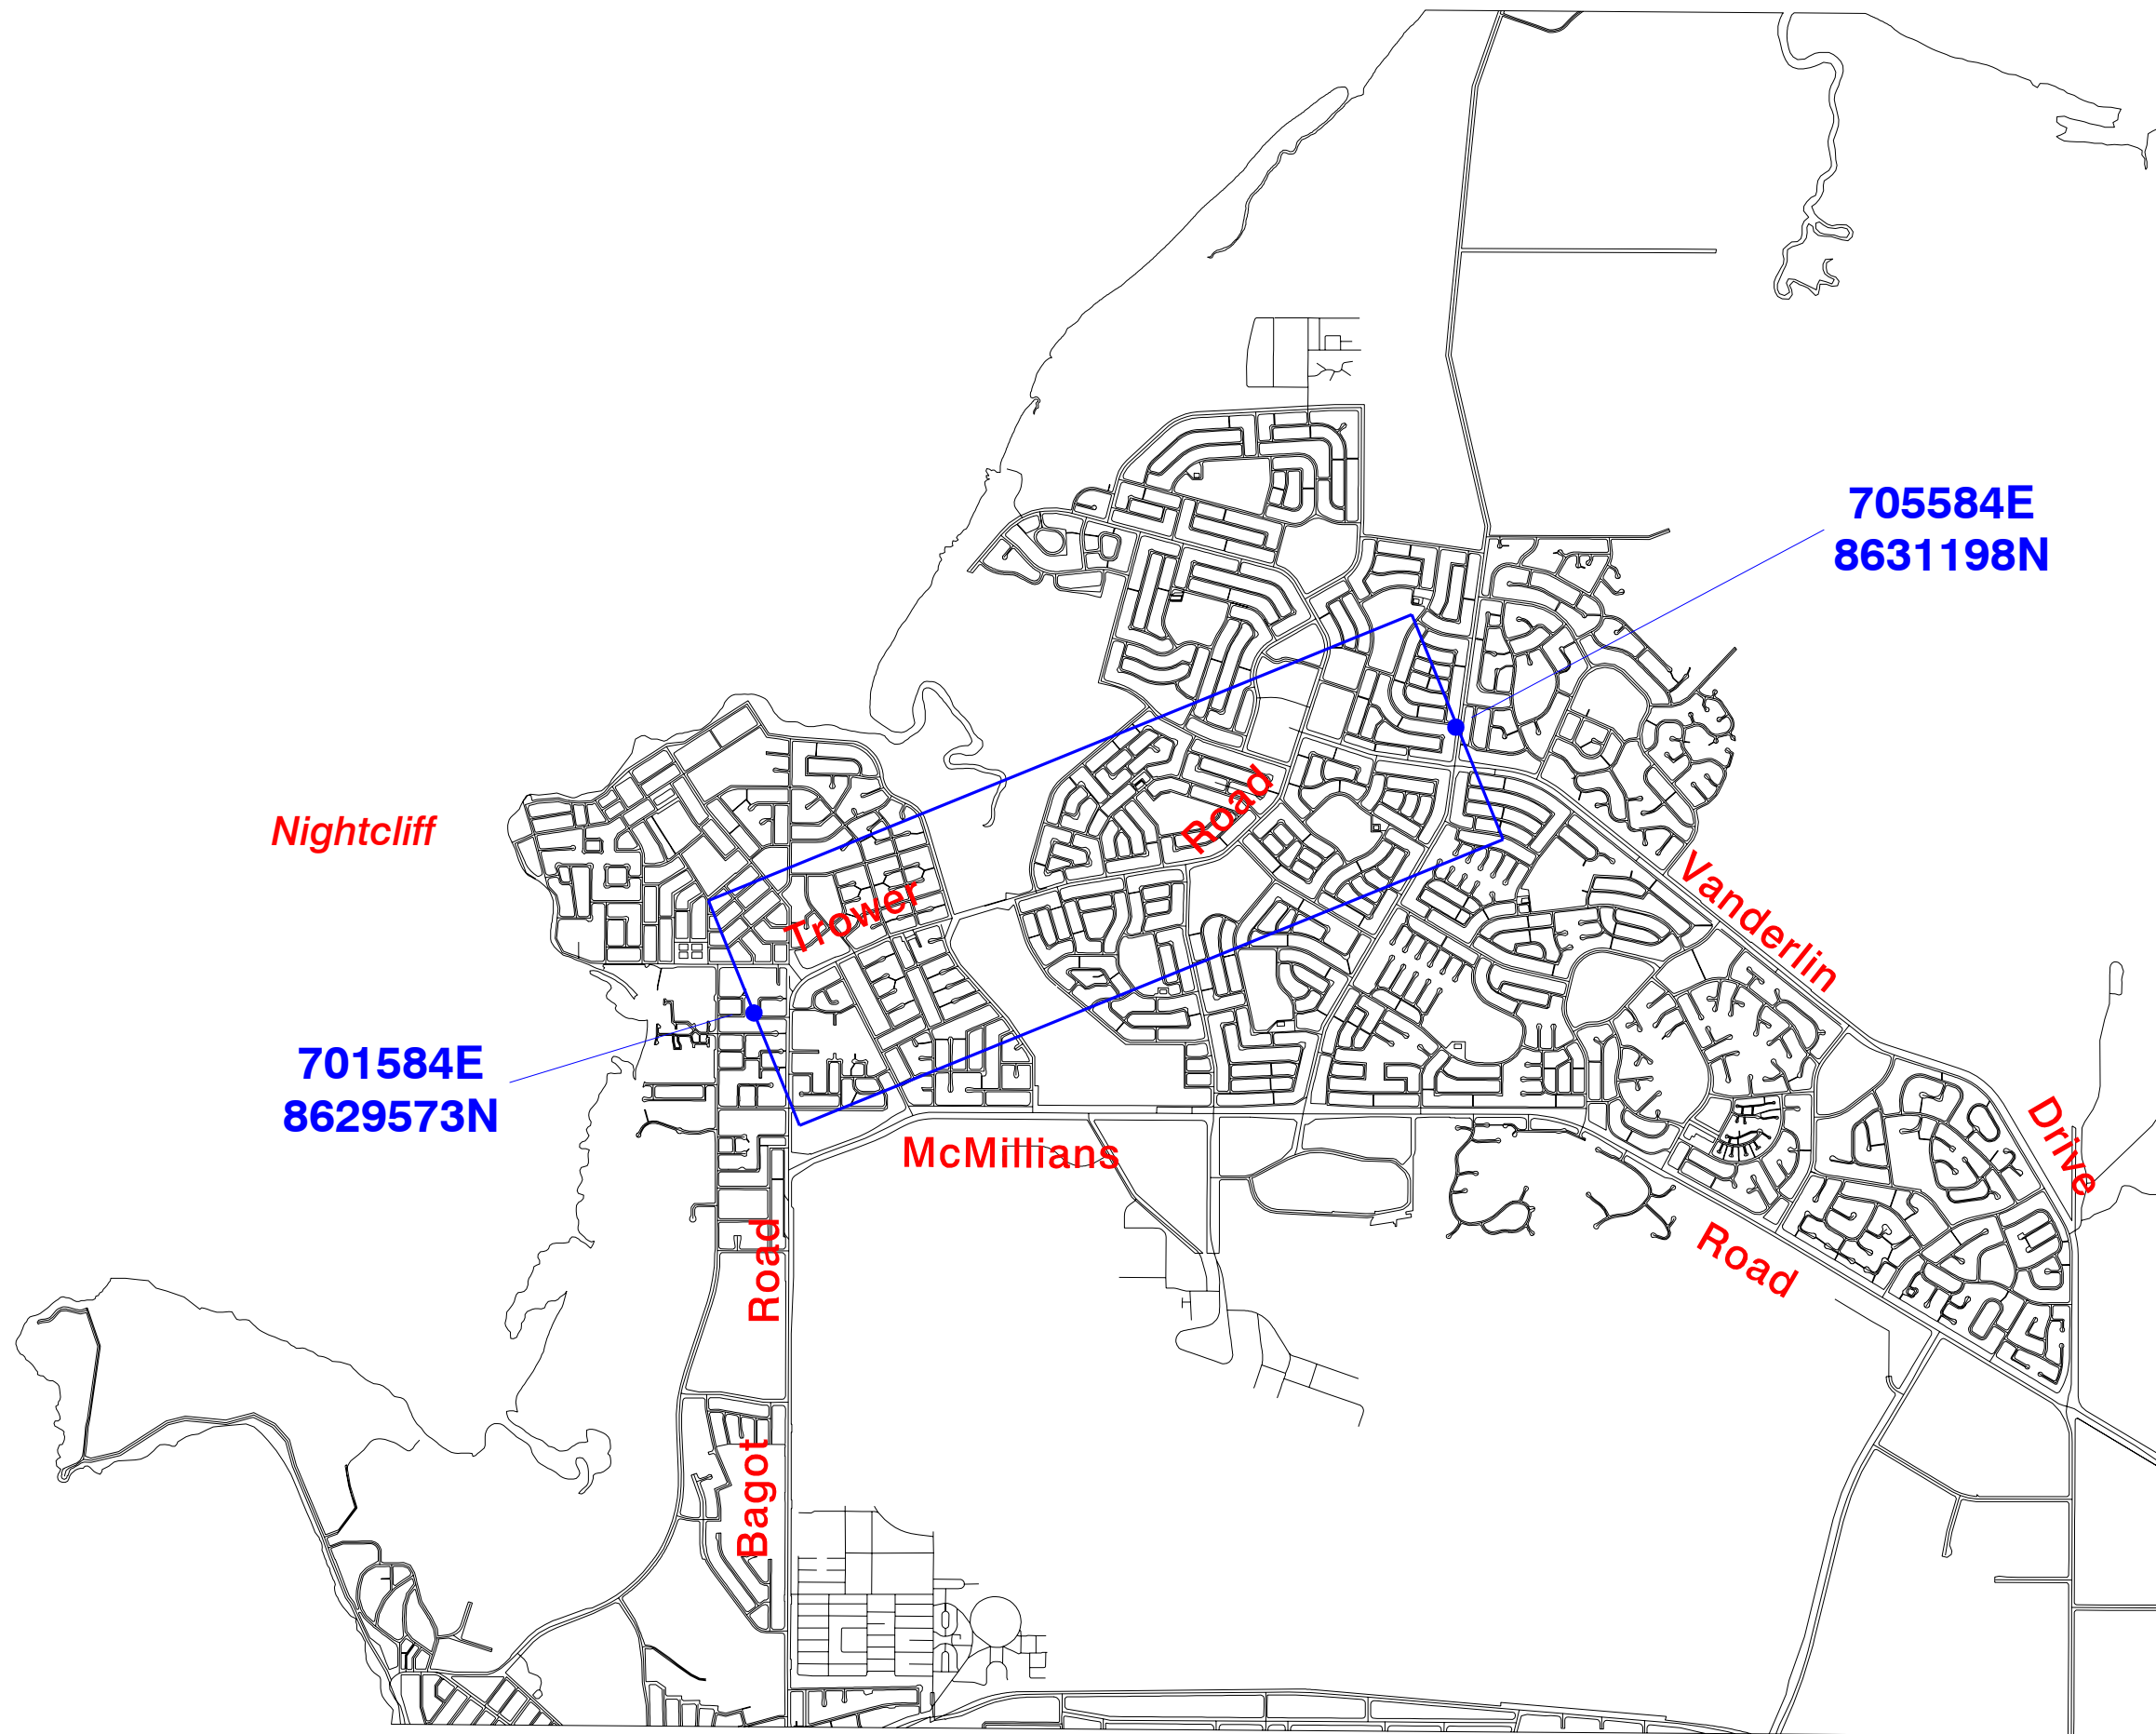 705584E
8631198N
Nightcliff
Road
Trower
Vanderlin
701584E
8629573N
McMillians
Drive
Road
Road
Bagot